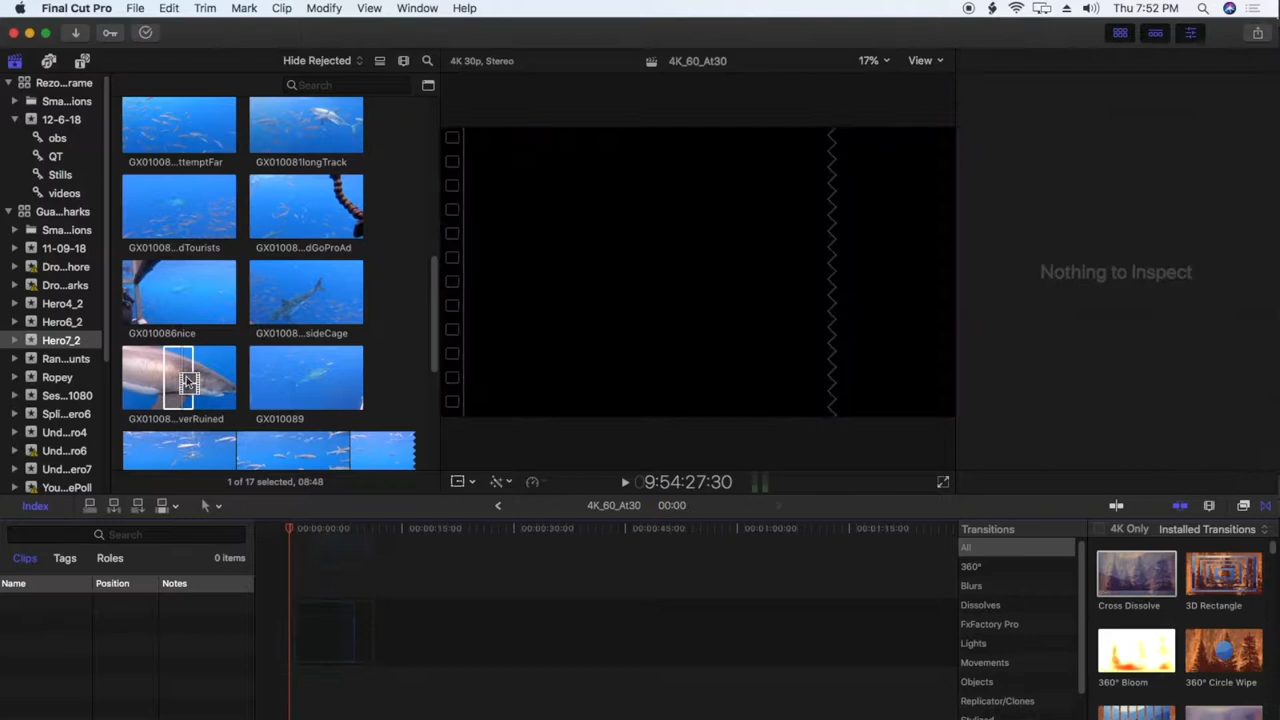 Final Cut Pro File Edit Trim Mark Clip Modify View Window Help Thu 7:52 PM
Hide Rejected 4K 30p, Stereo 4K_60_At30 17% View
Rezo...rame
Search
Sma...ions
12-6-18
obs
QT
Stills
videos
Gua...harks
Sma...ions
11-09-18
Dro...hore
Dro...arks
Hero4_2
Hero6_2
Hero7_2
Ran...unts
Ropey
Ses...1080
Spli...ero6
Und...ro4
Und...ro6
Und...ero7
You...ePoll
GX01008...ttemptFar GX010081longTrack
GX01008...dTourists GX01008...dGoProAd
GX010086nice GX01008...sideCage
GX01008...verRuined GX010089
1 of 17 selected, 08:48
9:54:27:30
Nothing to Inspect
Index 4K_60_At30 00:00
Search
Clips Tags Roles 0 items
Name Position Notes
00:00:00:00 00:00:15:00 00:00:30:00 00:00:45:00 00:01:00:00 00:01:15:00
Transitions 4K Only Installed Transitions
All
360°
Blurs
Dissolves
FxFactory Pro
Lights
Movements
Objects
Replicator/Clones
Cross Dissolve 3D Rectangle
360° Bloom 360° Circle Wipe